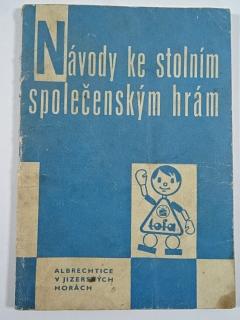 Návody ke stolním
společenským hrám
tofa
ALBRECHTICE
V JIZERSKÝCH
HORÁCH